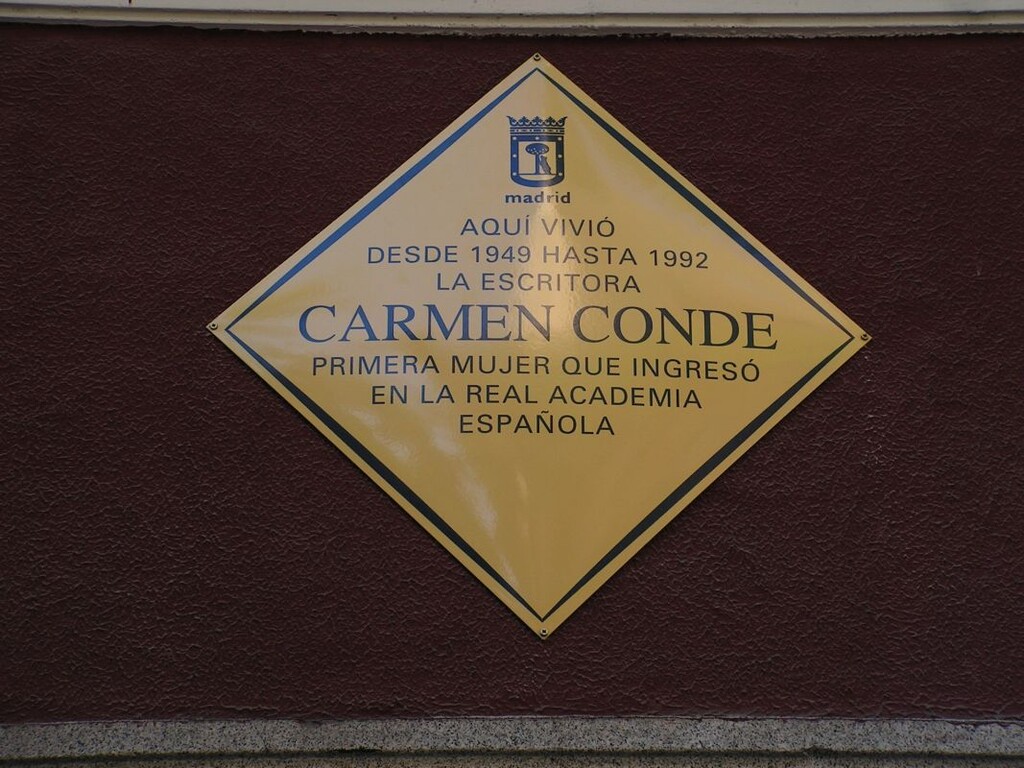 madrid
AQUÍ VIVIÓ
DESDE 1949 HASTA 1992
LA ESCRITORA
CARMEN CONDE
PRIMERA MUJER QUE INGRESÓ
EN LA REAL ACADEMIA
ESPAÑOLA